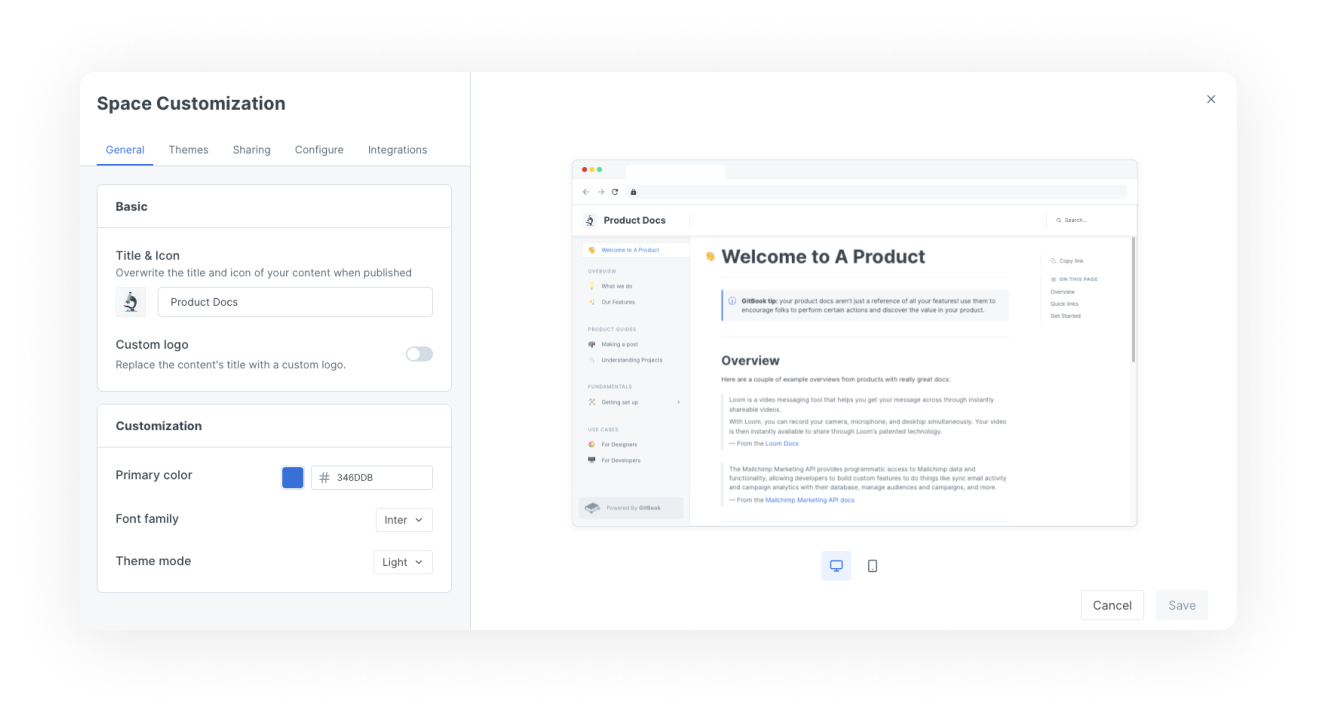 Space Customization
General Themes Sharing Configure Integrations
Basic
Title & Icon
Overwrite the title and icon of your content when published
Product Docs
Custom logo
Replace the content's title with a custom logo.
Customization
Primary color
# 346DDB
Font family
Inter
Theme mode
Light
Product Docs
Search...
Welcome to A Product
OVERVIEW
What we do
Our Features
PRODUCT GUIDES
Making a post
Understanding Projects
FUNDAMENTALS
Getting set up
USE CASES
For Designers
For Developers
Powered By GitBook
Welcome to A Product
GitBook tip: your product docs aren't just a reference of all your features! use them to
encourage folks to perform certain actions and discover the value in your product.
Overview
Here are a couple of example overviews from products with really great docs:
Loom is a video messaging tool that helps you get your message across through instantly
shareable videos.
With Loom, you can record your camera, microphone, and desktop simultaneously. Your video
is then instantly available to share through Loom's patented technology.
— From the Loom Docs
The Mailchimp Marketing API provides programmatic access to Mailchimp data and
functionality, allowing developers to build custom features to do things like sync email activity
and campaign analytics with their database, manage audiences and campaigns, and more.
— From the Mailchimp Marketing API docs
Copy link
ON THIS PAGE
Overview
Quick links
Get Started
Cancel
Save